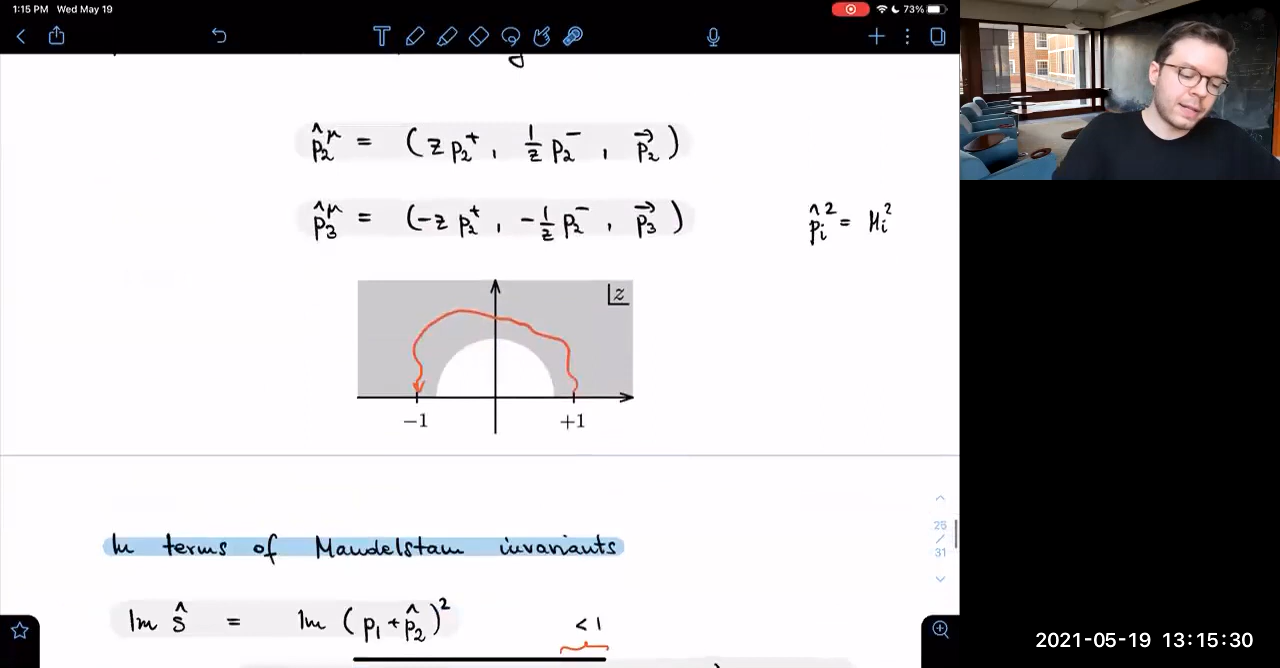 1:15 PM Wed May 19
73%
p̂₂^μ = (z p₂⁺, 1/z p₂⁻, p⃗₂)
p̂₃^μ = (-z p₂⁺, -1/z p₂⁻, p⃗₃)
p̂ᵢ² = Mᵢ²
z
-1
+1
In terms of Mandelstam invariants
25
/
31
Im ŝ = Im (p₁ + p̂₂)²
< 1
2021-05-19 13:15:30